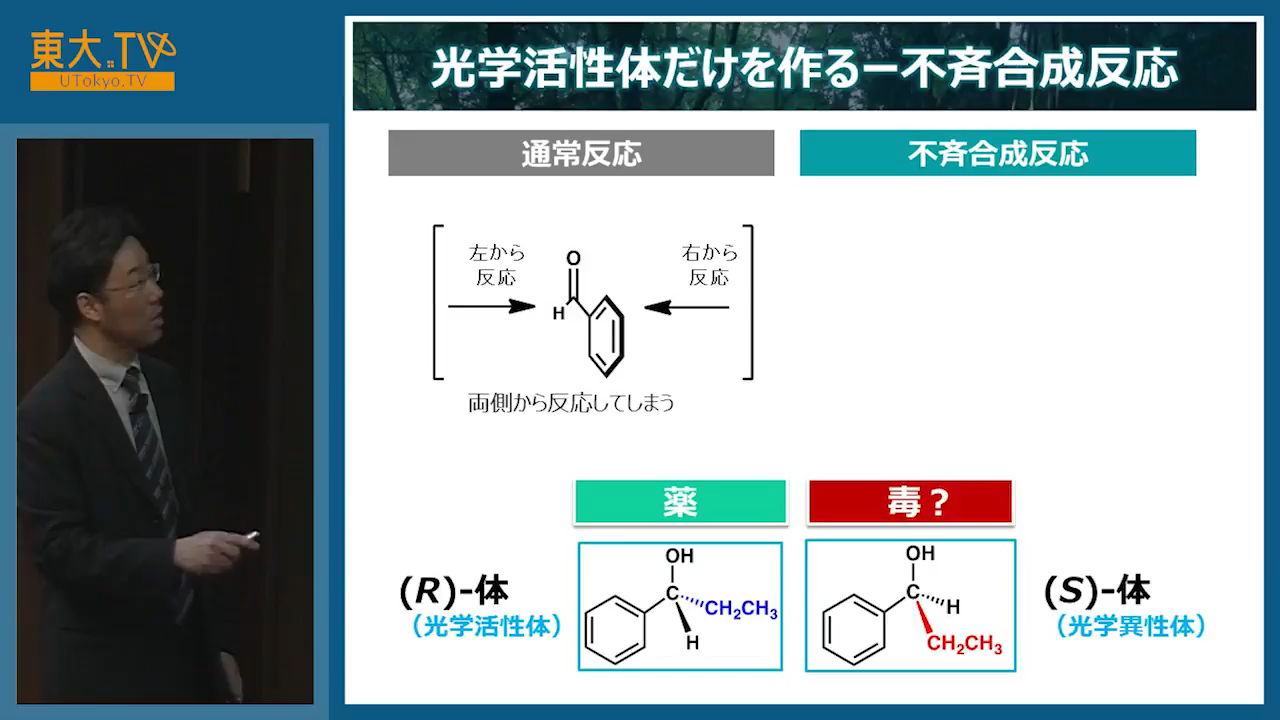 東大.TV
UTokyo.TV
光学活性体だけを作る－不斉合成反応
通常反応
不斉合成反応
左から
反応
右から
反応
O
H
両側から反応してしまう
薬
毒？
(R)-体
（光学活性体）
OH
C
CH2CH3
H
OH
C
H
CH2CH3
(S)-体
（光学異性体）